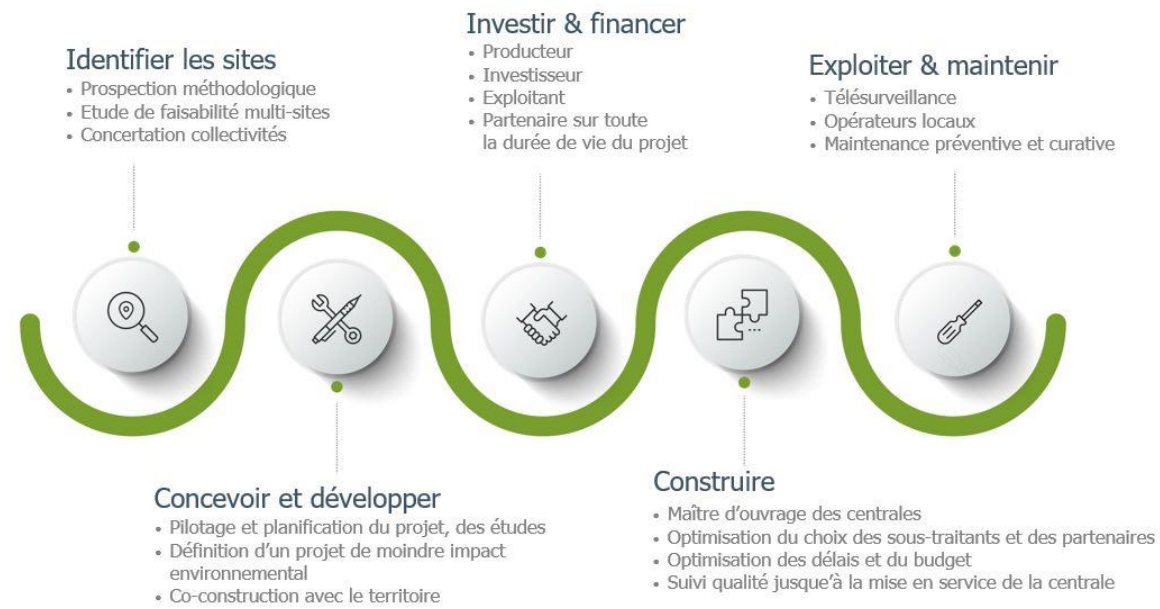 Identifier les sites
• Prospection méthodologique
• Etude de faisabilité multi-sites
• Concertation collectivités
Concevoir et développer
• Pilotage et planification du projet, des études
• Définition d'un projet de moindre impact
environnemental
• Co-construction avec le territoire
Investir & financer
• Producteur
• Investisseur
• Exploitant
• Partenaire sur toute
la durée de vie du projet
Construire
• Maître d'ouvrage des centrales
• Optimisation du choix des sous-traitants et des partenaires
• Optimisation des délais et du budget
• Suivi qualité jusque'à la mise en service de la centrale
Exploiter & maintenir
• Télésurveillance
• Opérateurs locaux
• Maintenance préventive et curative